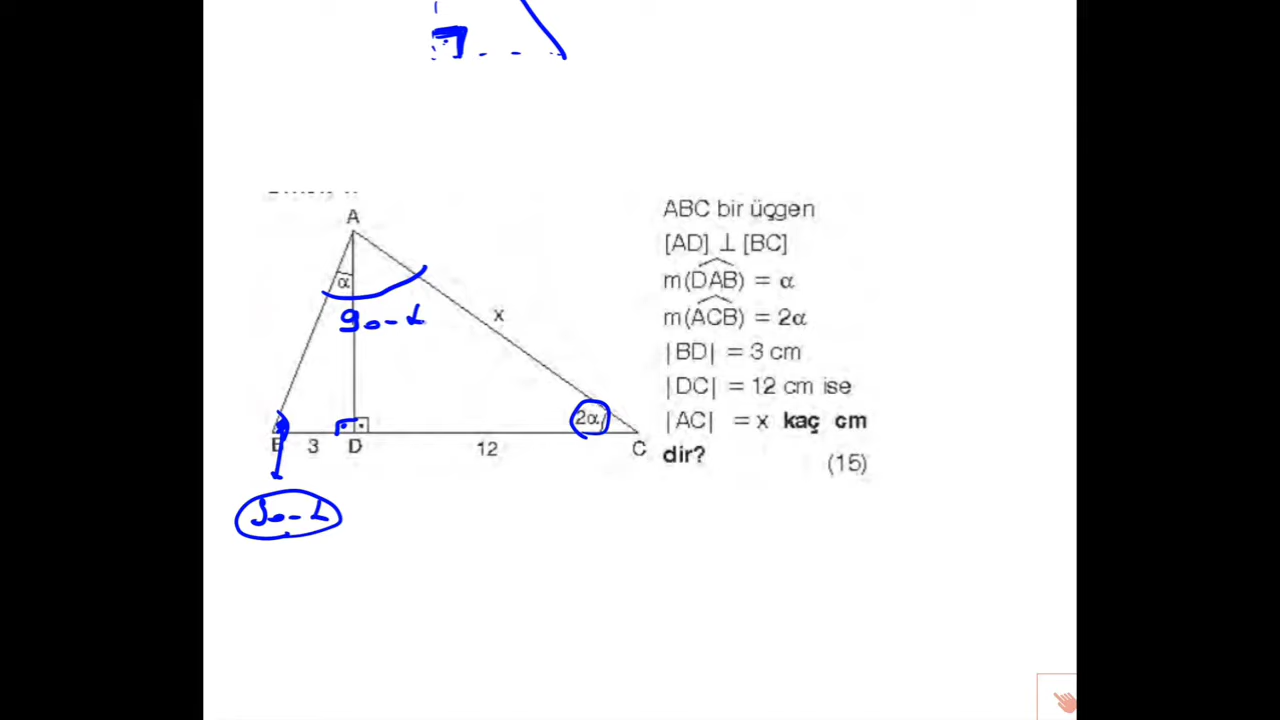 A
α
90-α
x
2α
B 3 D 12 C
90-α
ABC bir üçgen
[AD] ⊥ [BC]
m(DAB) = α
m(ACB) = 2α
|BD| = 3 cm
|DC| = 12 cm ise
|AC| = x kaç cm
dir? (15)